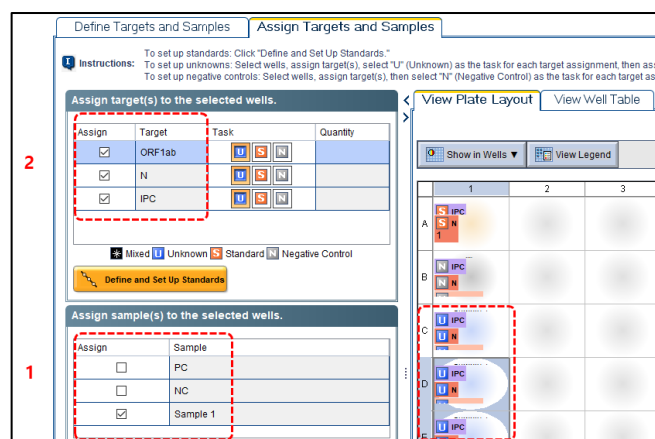 Define Targets and Samples
Assign Targets and Samples
Instructions:
To set up standards: Click "Define and Set Up Standards."
To set up unknowns: Select wells, assign target(s), select "U" (Unknown) as the task for each target assignment, then ass
To set up negative controls: Select wells, assign target(s), then select "N" (Negative Control) as the task for each target as
Assign target(s) to the selected wells.
Assign Target Task Quantity
ORF1ab U S N
N U S N
IPC U S N
2
Mixed U Unknown S Standard N Negative Control
Define and Set Up Standards
Assign sample(s) to the selected wells.
Assign Sample
PC
NC
Sample 1
1
View Plate Layout
View Well Table
Show in Wells ▼
View Legend
1 2 3
A
S IPC
S N
1
B
N IPC
N N
C
U IPC
U N
D
U IPC
U N
E
U IPC